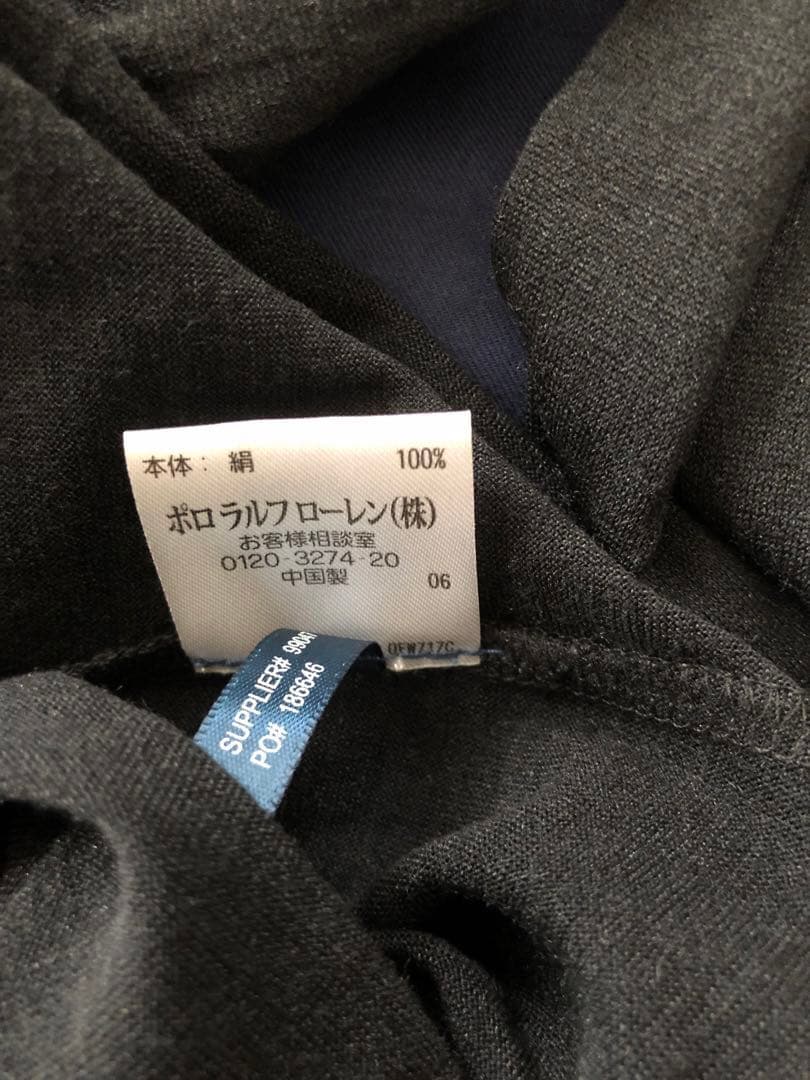 本体: 絹 100%
ポロ ラルフ ローレン(株)
お客様相談室
0120-3274-20
中国製 06
SUPPLIER# 99047
PO# 186646